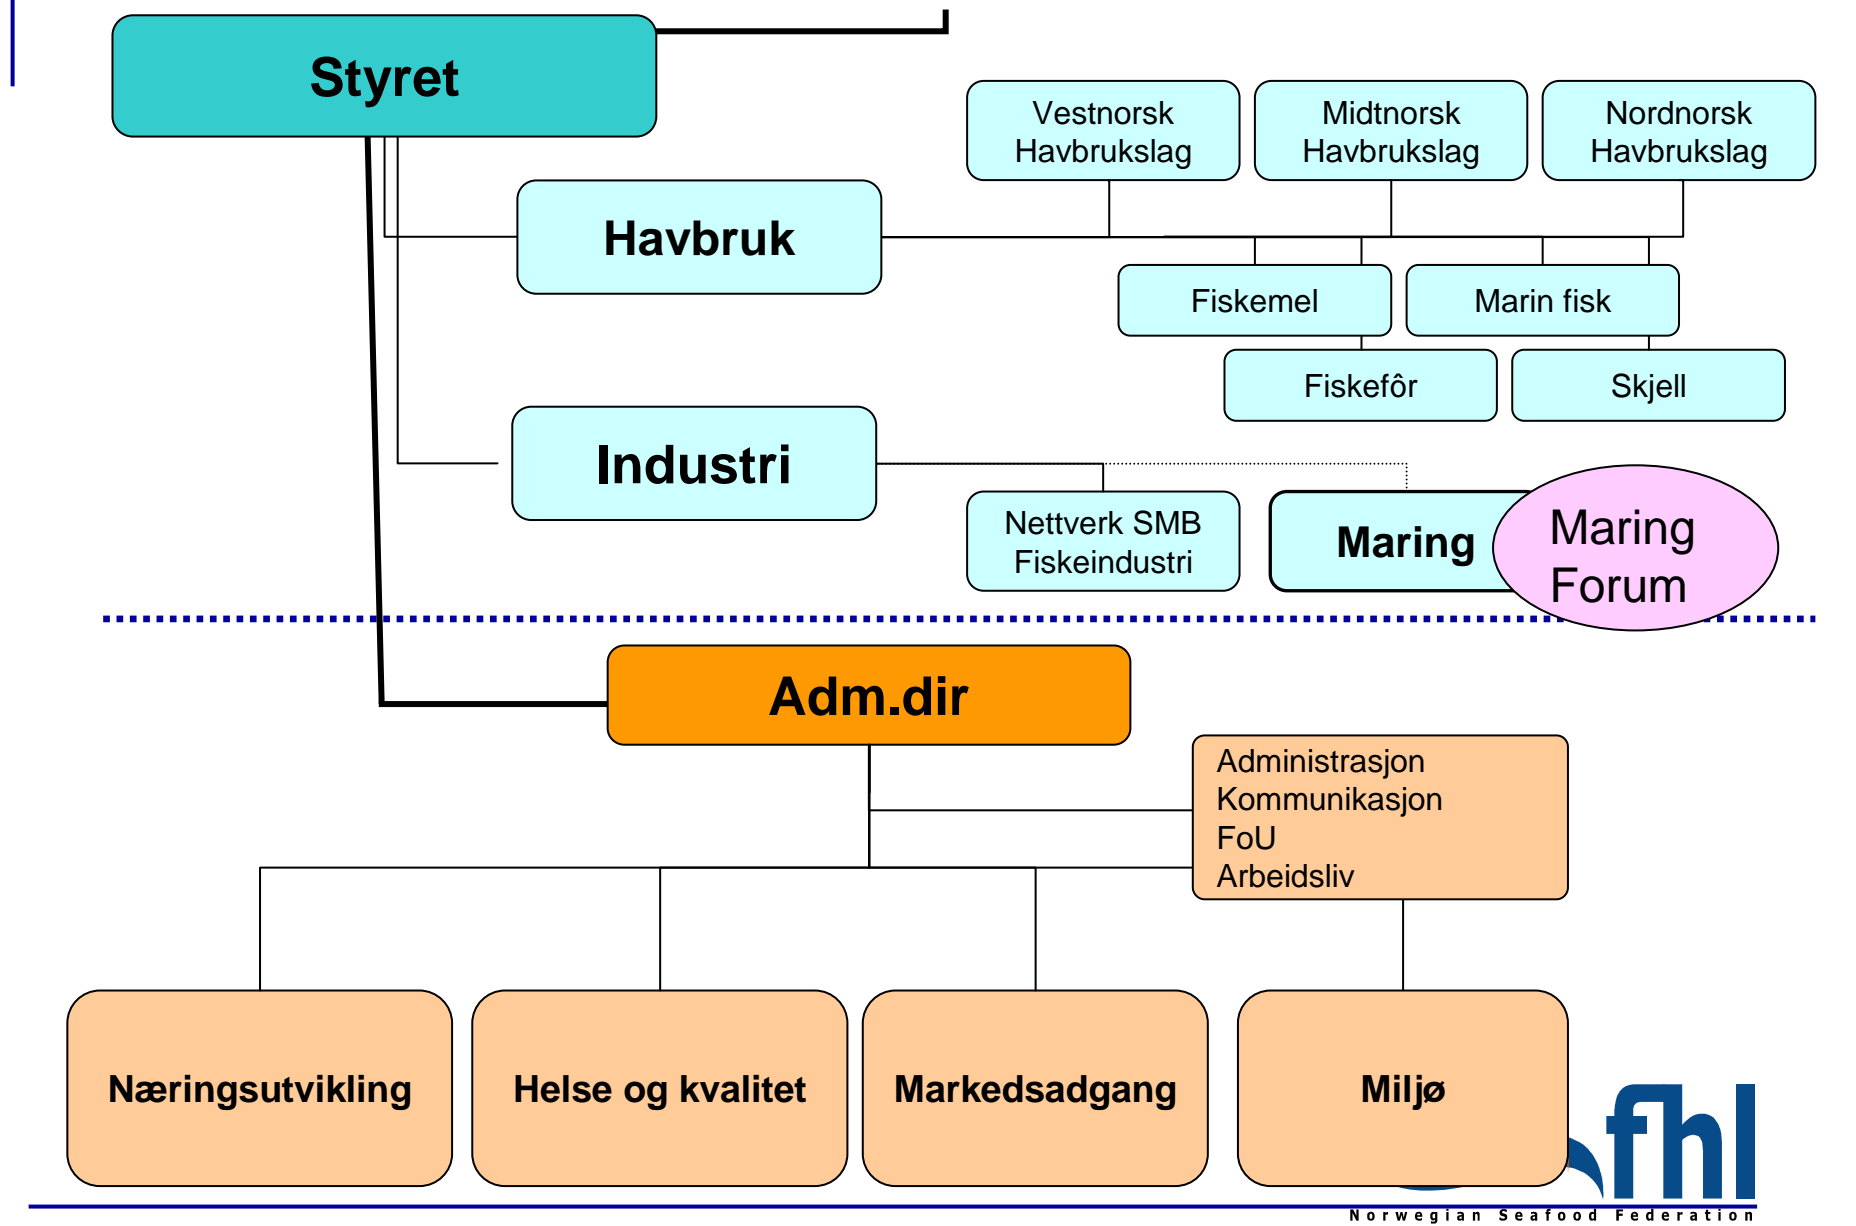 Styret
Vestnorsk
Havbrukslag
Midtnorsk
Havbrukslag
Nordnorsk
Havbrukslag
Havbruk
Fiskemel
Marin fisk
Fiskefôr
Skjell
Industri
Nettverk SMB
Fiskeindustri
Maring
Maring
Forum
Adm.dir
Administrasjon
Kommunikasjon
FoU
Arbeidsliv
Næringsutvikling
Helse og kvalitet
Markedsadgang
Miljø
fhl
Norwegian Seafood Federation